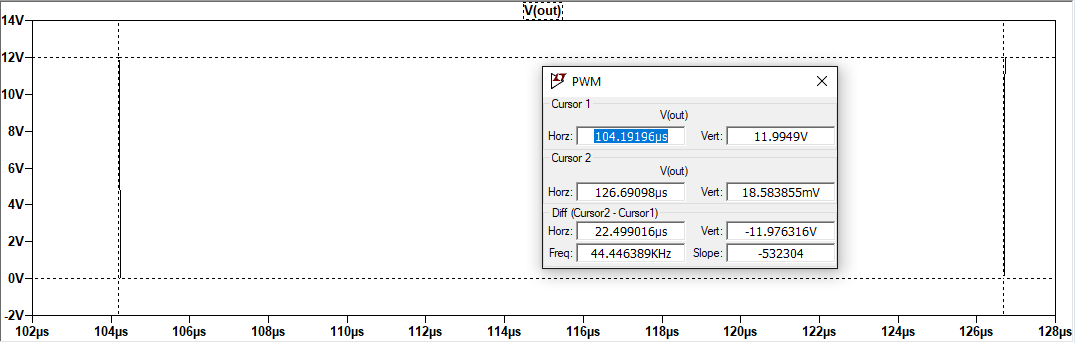 V(out)
14V
12V
10V
8V
6V
4V
2V
0V
-2V
102µs 104µs 106µs 108µs 110µs 112µs 114µs 116µs 118µs 120µs 122µs 124µs 126µs 128µs
PWM
Cursor 1
V(out)
Horz: 104.19196µs Vert: 11.9949V
Cursor 2
V(out)
Horz: 126.69098µs Vert: 18.583855mV
Diff (Cursor2 - Cursor1)
Horz: 22.499016µs Vert: -11.976316V
Freq: 44.446389KHz Slope: -532304